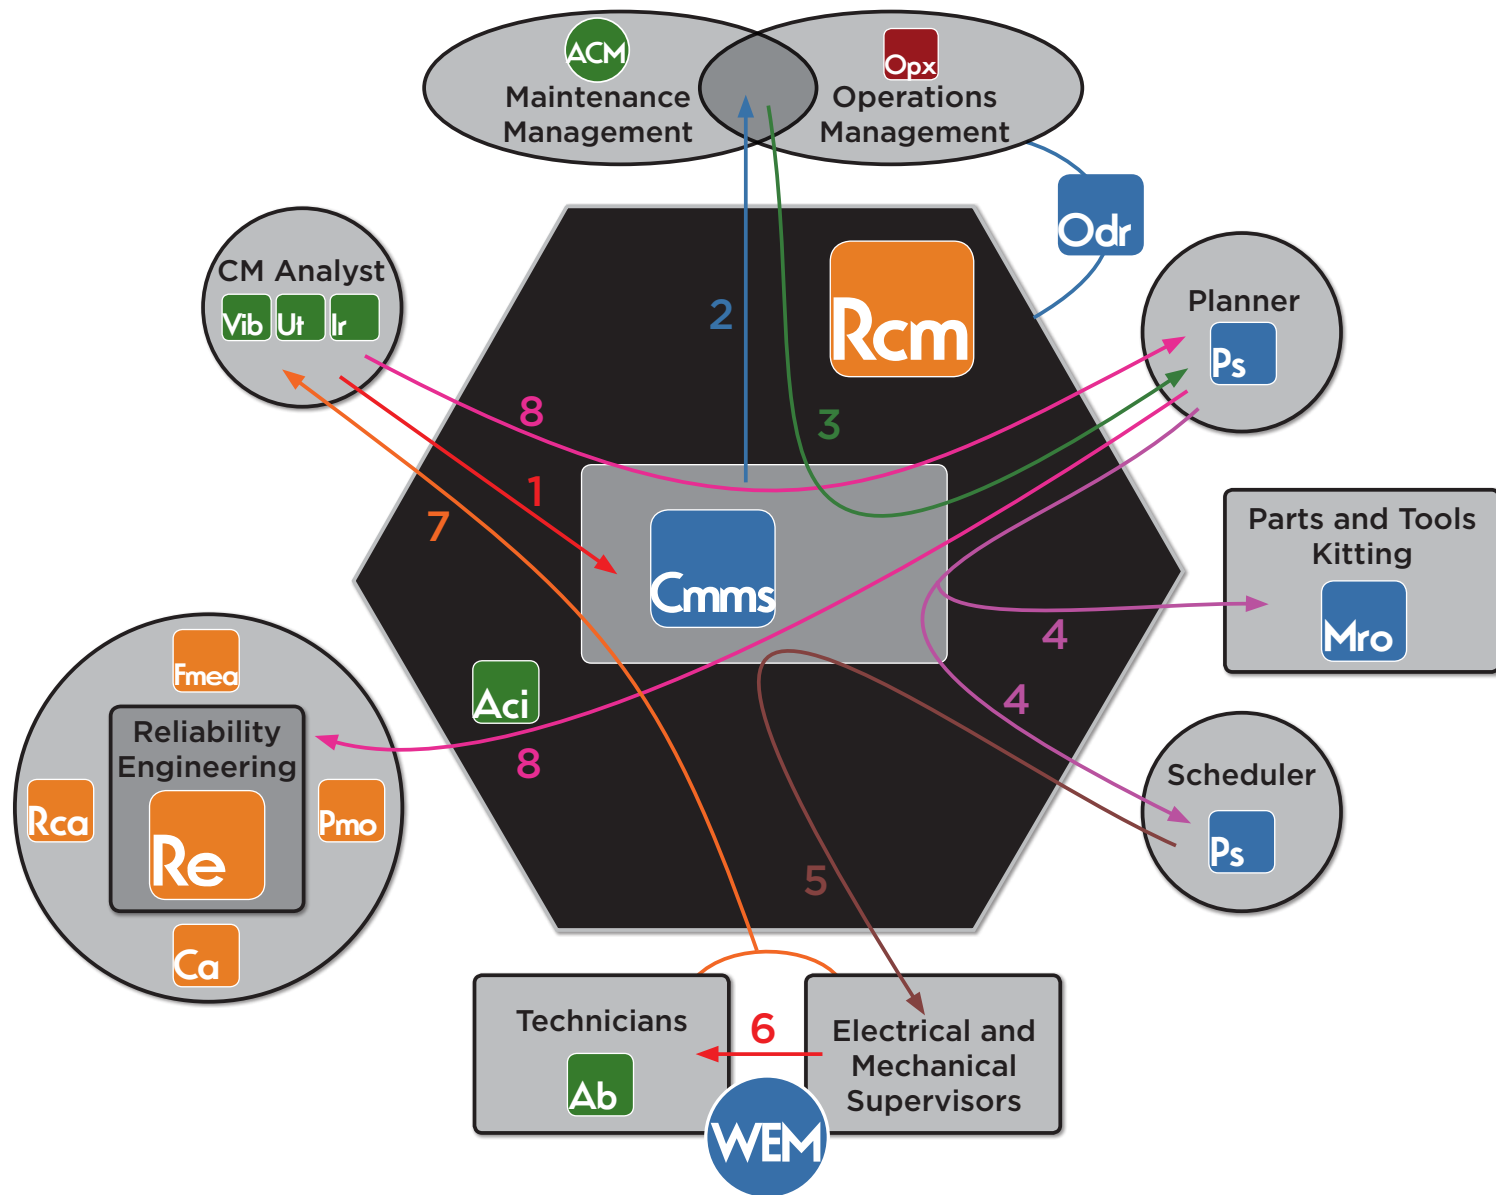 ACM
Maintenance
Management
Opx
Operations
Management
Odr
CM Analyst
Vib
Ut
Ir
Rcm
Planner
Ps
2
8
3
1
7
Cmms
Parts and Tools
Kitting
Mro
4
4
Aci
8
Fmea
Reliability
Engineering
Rca
Re
Pmo
Ca
Scheduler
Ps
5
Technicians
Ab
6
Electrical and
Mechanical
Supervisors
WEM